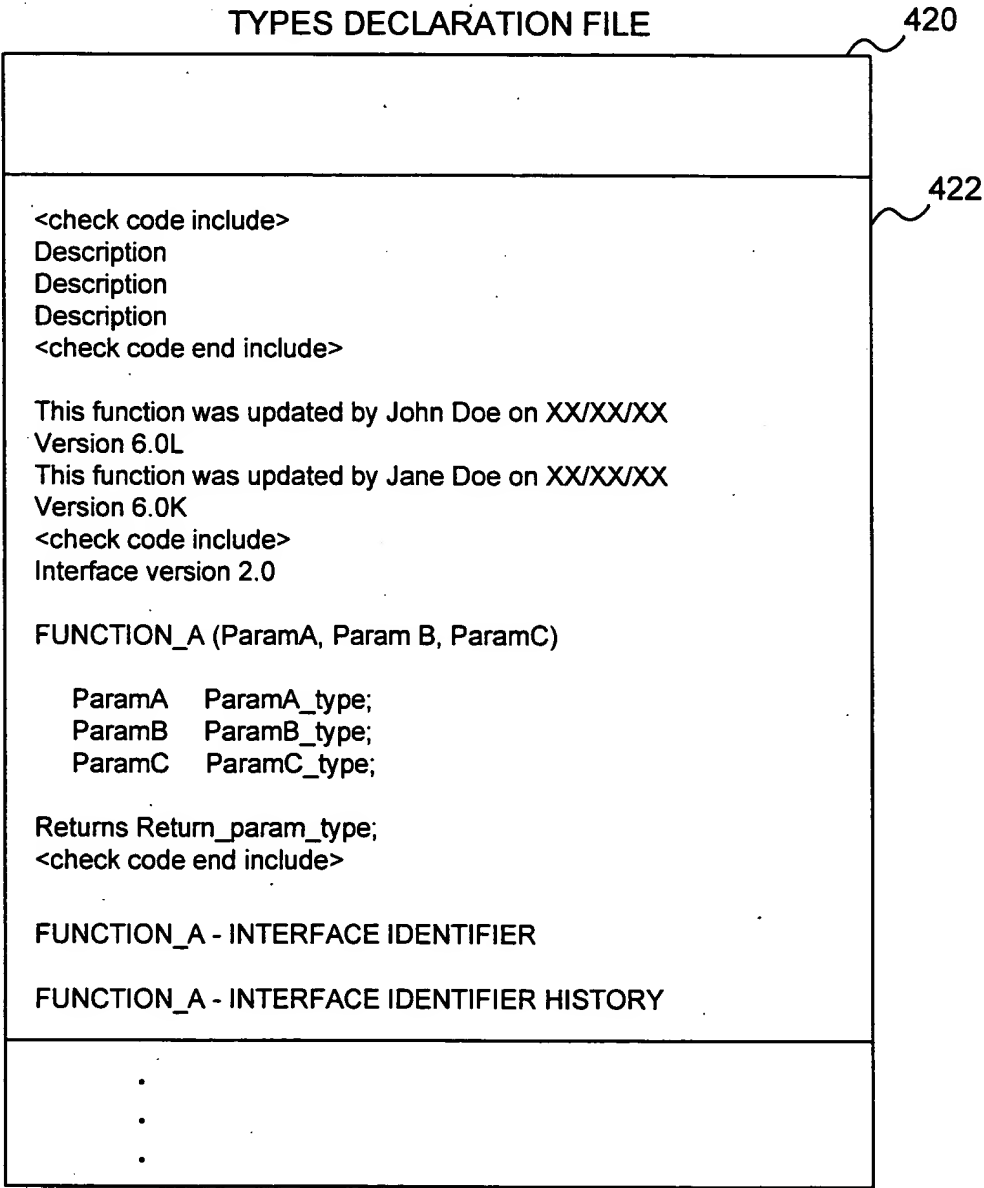 TYPES DECLARATION FILE
420
422
<check code include>
Description
Description
Description
<check code end include>
This function was updated by John Doe on XX/XX/XX
Version 6.0L
This function was updated by Jane Doe on XX/XX/XX
Version 6.0K
<check code include>
Interface version 2.0
FUNCTION_A (ParamA, Param B, ParamC)
ParamA ParamA_type;
ParamB ParamB_type;
ParamC ParamC_type;
Returns Return_param_type;
<check code end include>
FUNCTION_A - INTERFACE IDENTIFIER
FUNCTION_A - INTERFACE IDENTIFIER HISTORY